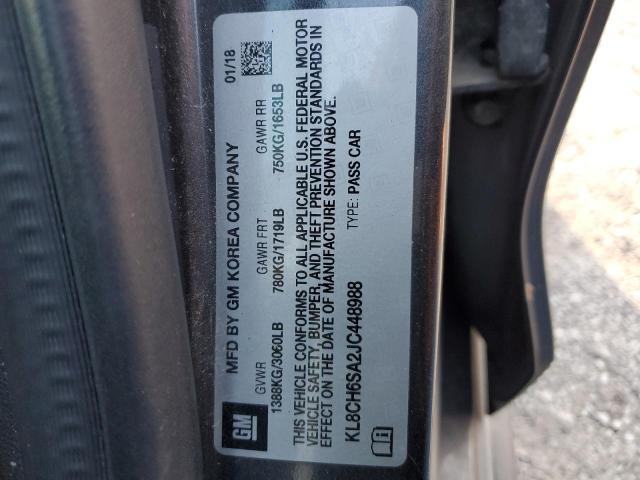 GM
MFD BY GM KOREA COMPANY 01/18
GVWR GAWR FRT GAWR RR
1388KG/3060LB 780KG/1719LB 750KG/1653LB
THIS VEHICLE CONFORMS TO ALL APPLICABLE U.S. FEDERAL MOTOR
VEHICLE SAFETY, BUMPER, AND THEFT PREVENTION STANDARDS IN
EFFECT ON THE DATE OF MANUFACTURE SHOWN ABOVE.
KL8CH6SA2JC448988 TYPE: PASS CAR